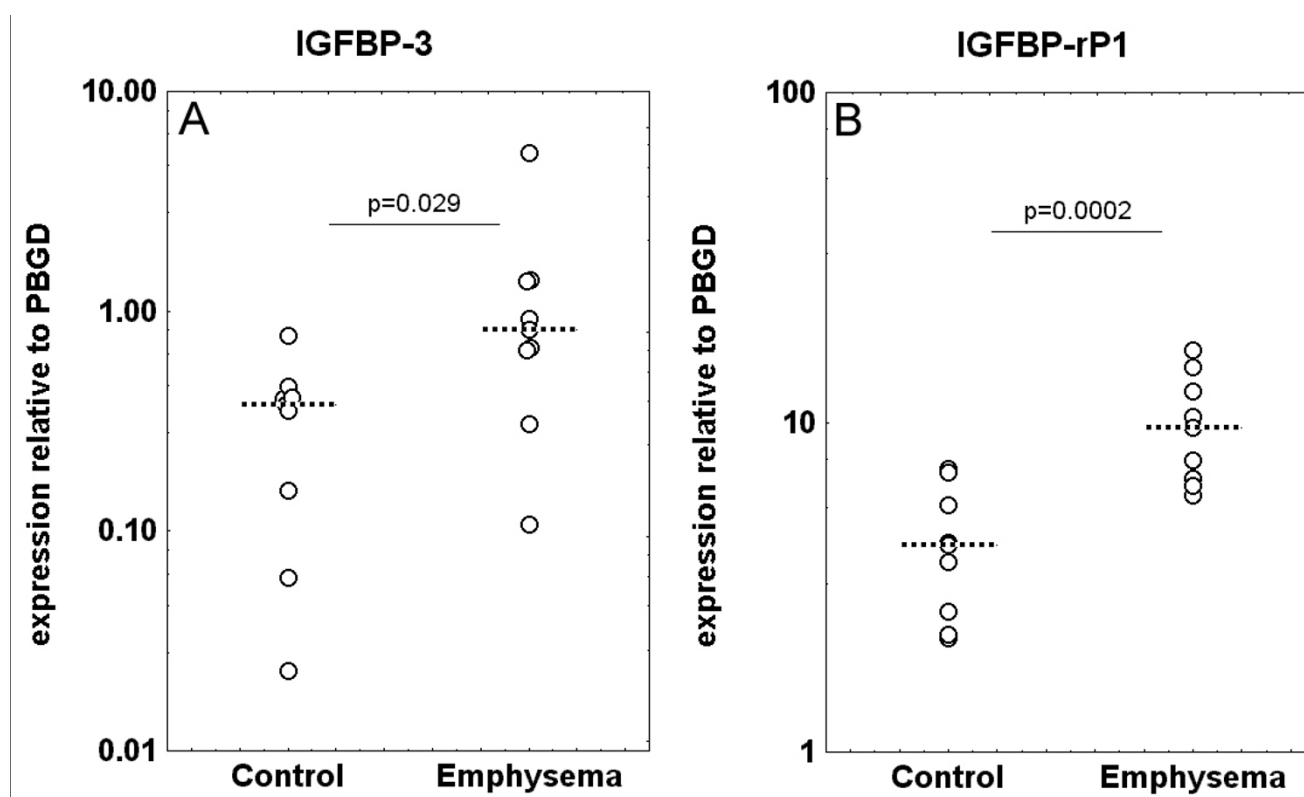 IGFBP-3
A
expression relative to PBGD
10.00
1.00
0.10
0.01
p=0.029
Control
Emphysema
IGFBP-rP1
B
expression relative to PBGD
100
10
1
p=0.0002
Control
Emphysema